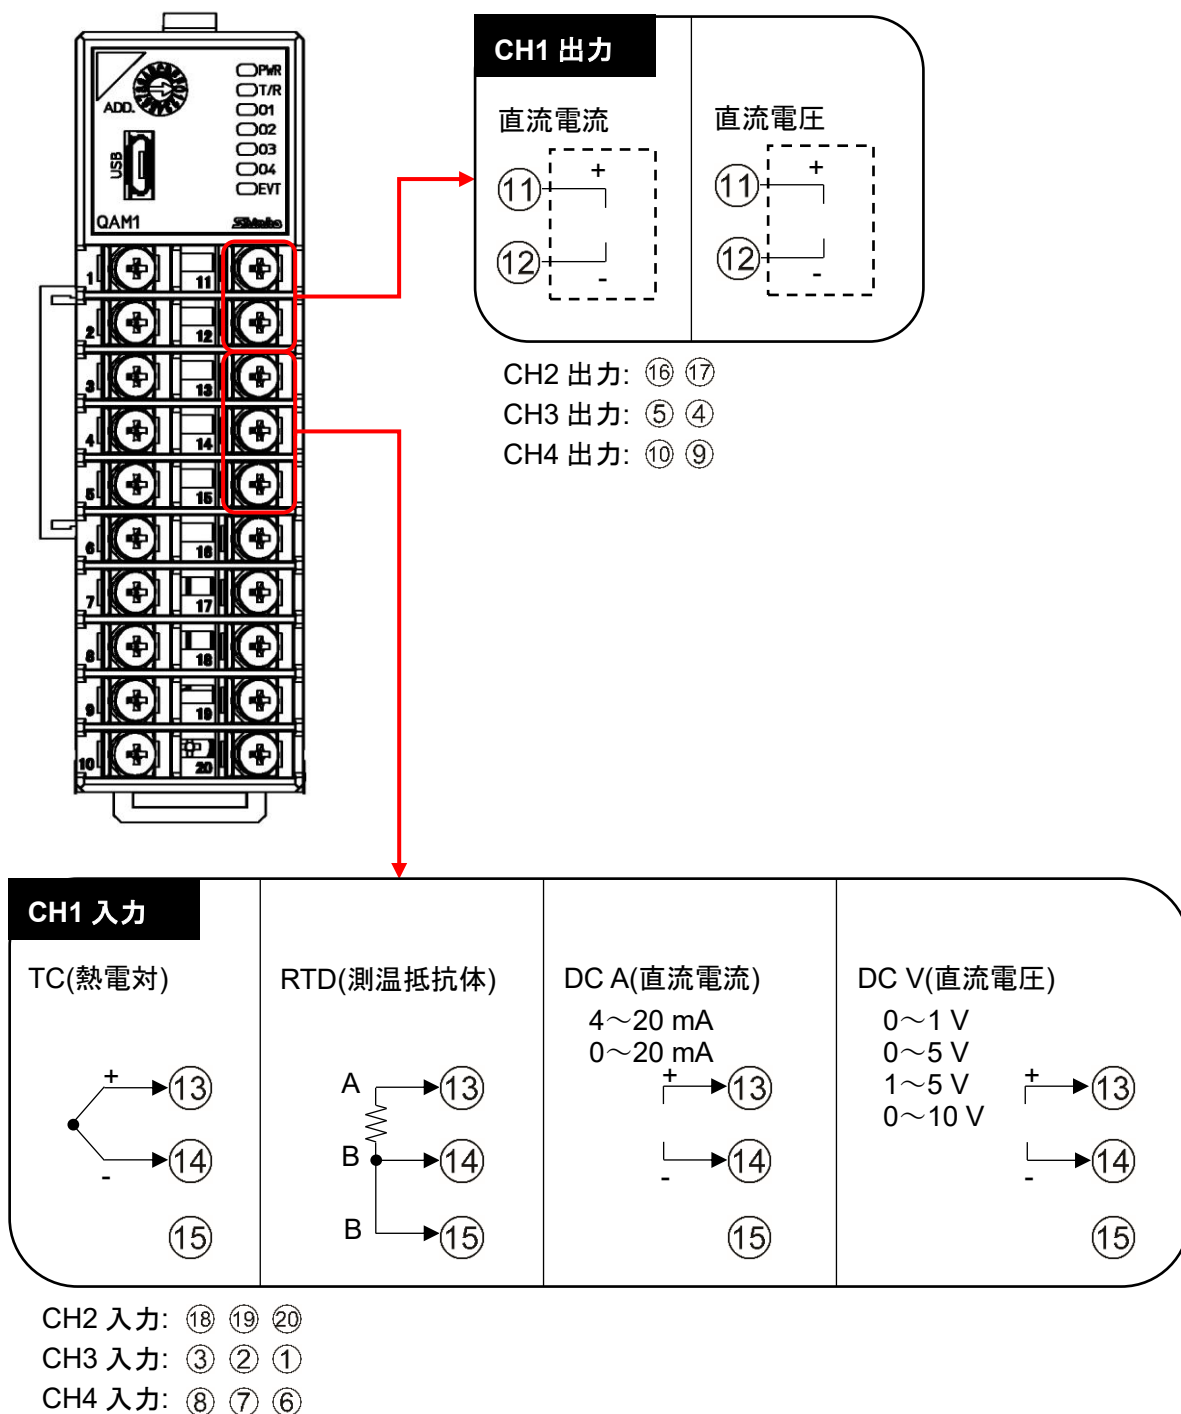 ADD.
USB
PWR
T/R
O1
O2
O3
O4
EVT
QAM1
Shinko
1 11
2 12
3 13
4 14
5 15
6 16
7 17
8 18
9 19
10 20
CH1 出力
直流電流
+
⑪
⑫
-
直流電圧
+
⑪
⑫
-
CH2 出力: ⑯ ⑰
CH3 出力: ⑤ ④
CH4 出力: ⑩ ⑨
CH1 入力
TC(熱電対)
+
⑬
⑭
-
⑮
RTD(測温抵抗体)
A ⑬
B ⑭
B ⑮
DC A(直流電流)
4～20 mA
0～20 mA
+
⑬
⑭
-
⑮
DC V(直流電圧)
0～1 V
0～5 V
1～5 V
0～10 V
+
⑬
⑭
-
⑮
CH2 入力: ⑱ ⑲ ⑳
CH3 入力: ③ ② ①
CH4 入力: ⑧ ⑦ ⑥